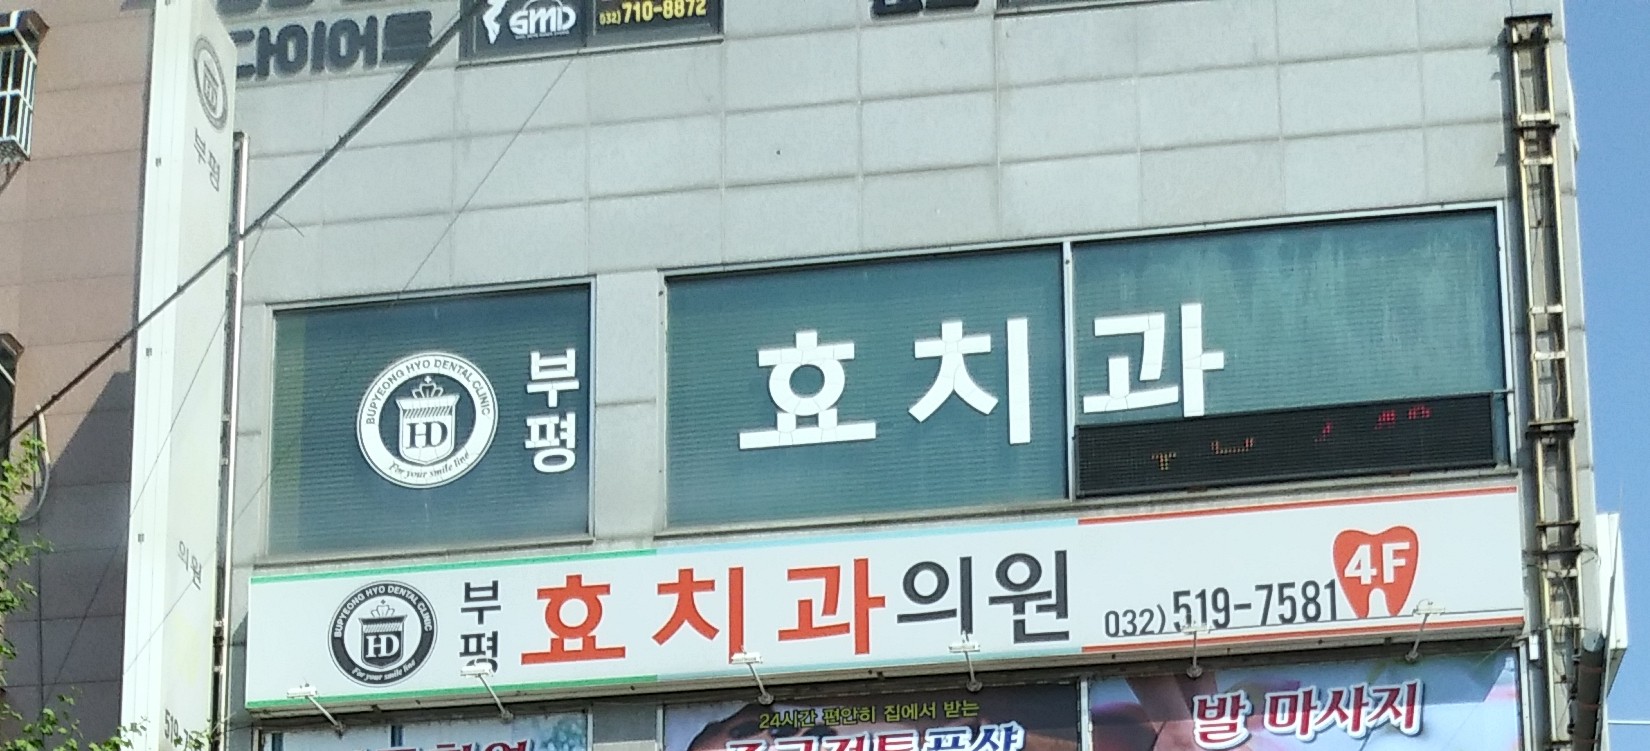 다이어트
SMD
032) 710-8872
HD
부평
의원
BUPYEONG HYO DENTAL CLINIC
HD
For your smile line
부평
효치과
BUPYEONG HYO DENTAL CLINIC
HD
For your smile line
부평
효치과의원
032) 519-7581
4F
24시간 편안히 집에서 받는
발 마사지